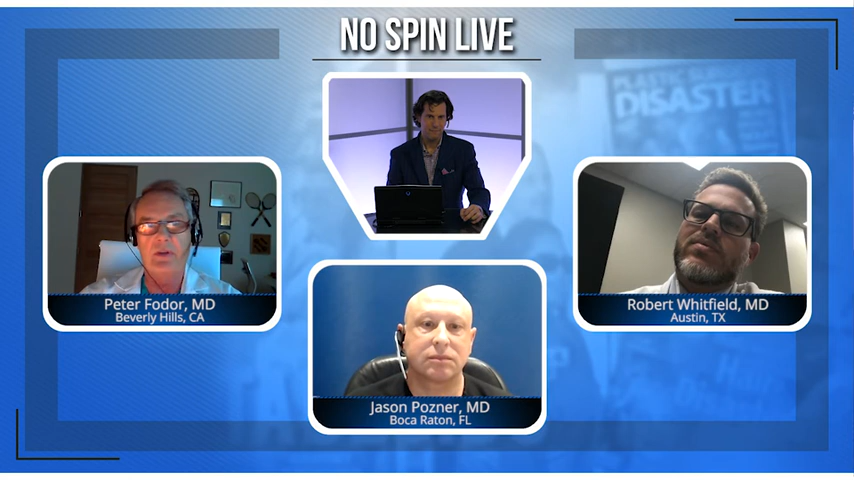 NO SPIN LIVE
PLASTIC SURGERY
DISASTER
Peter Fodor, MD
Beverly Hills, CA
Robert Whitfield, MD
Austin, TX
Jason Pozner, MD
Boca Raton, FL